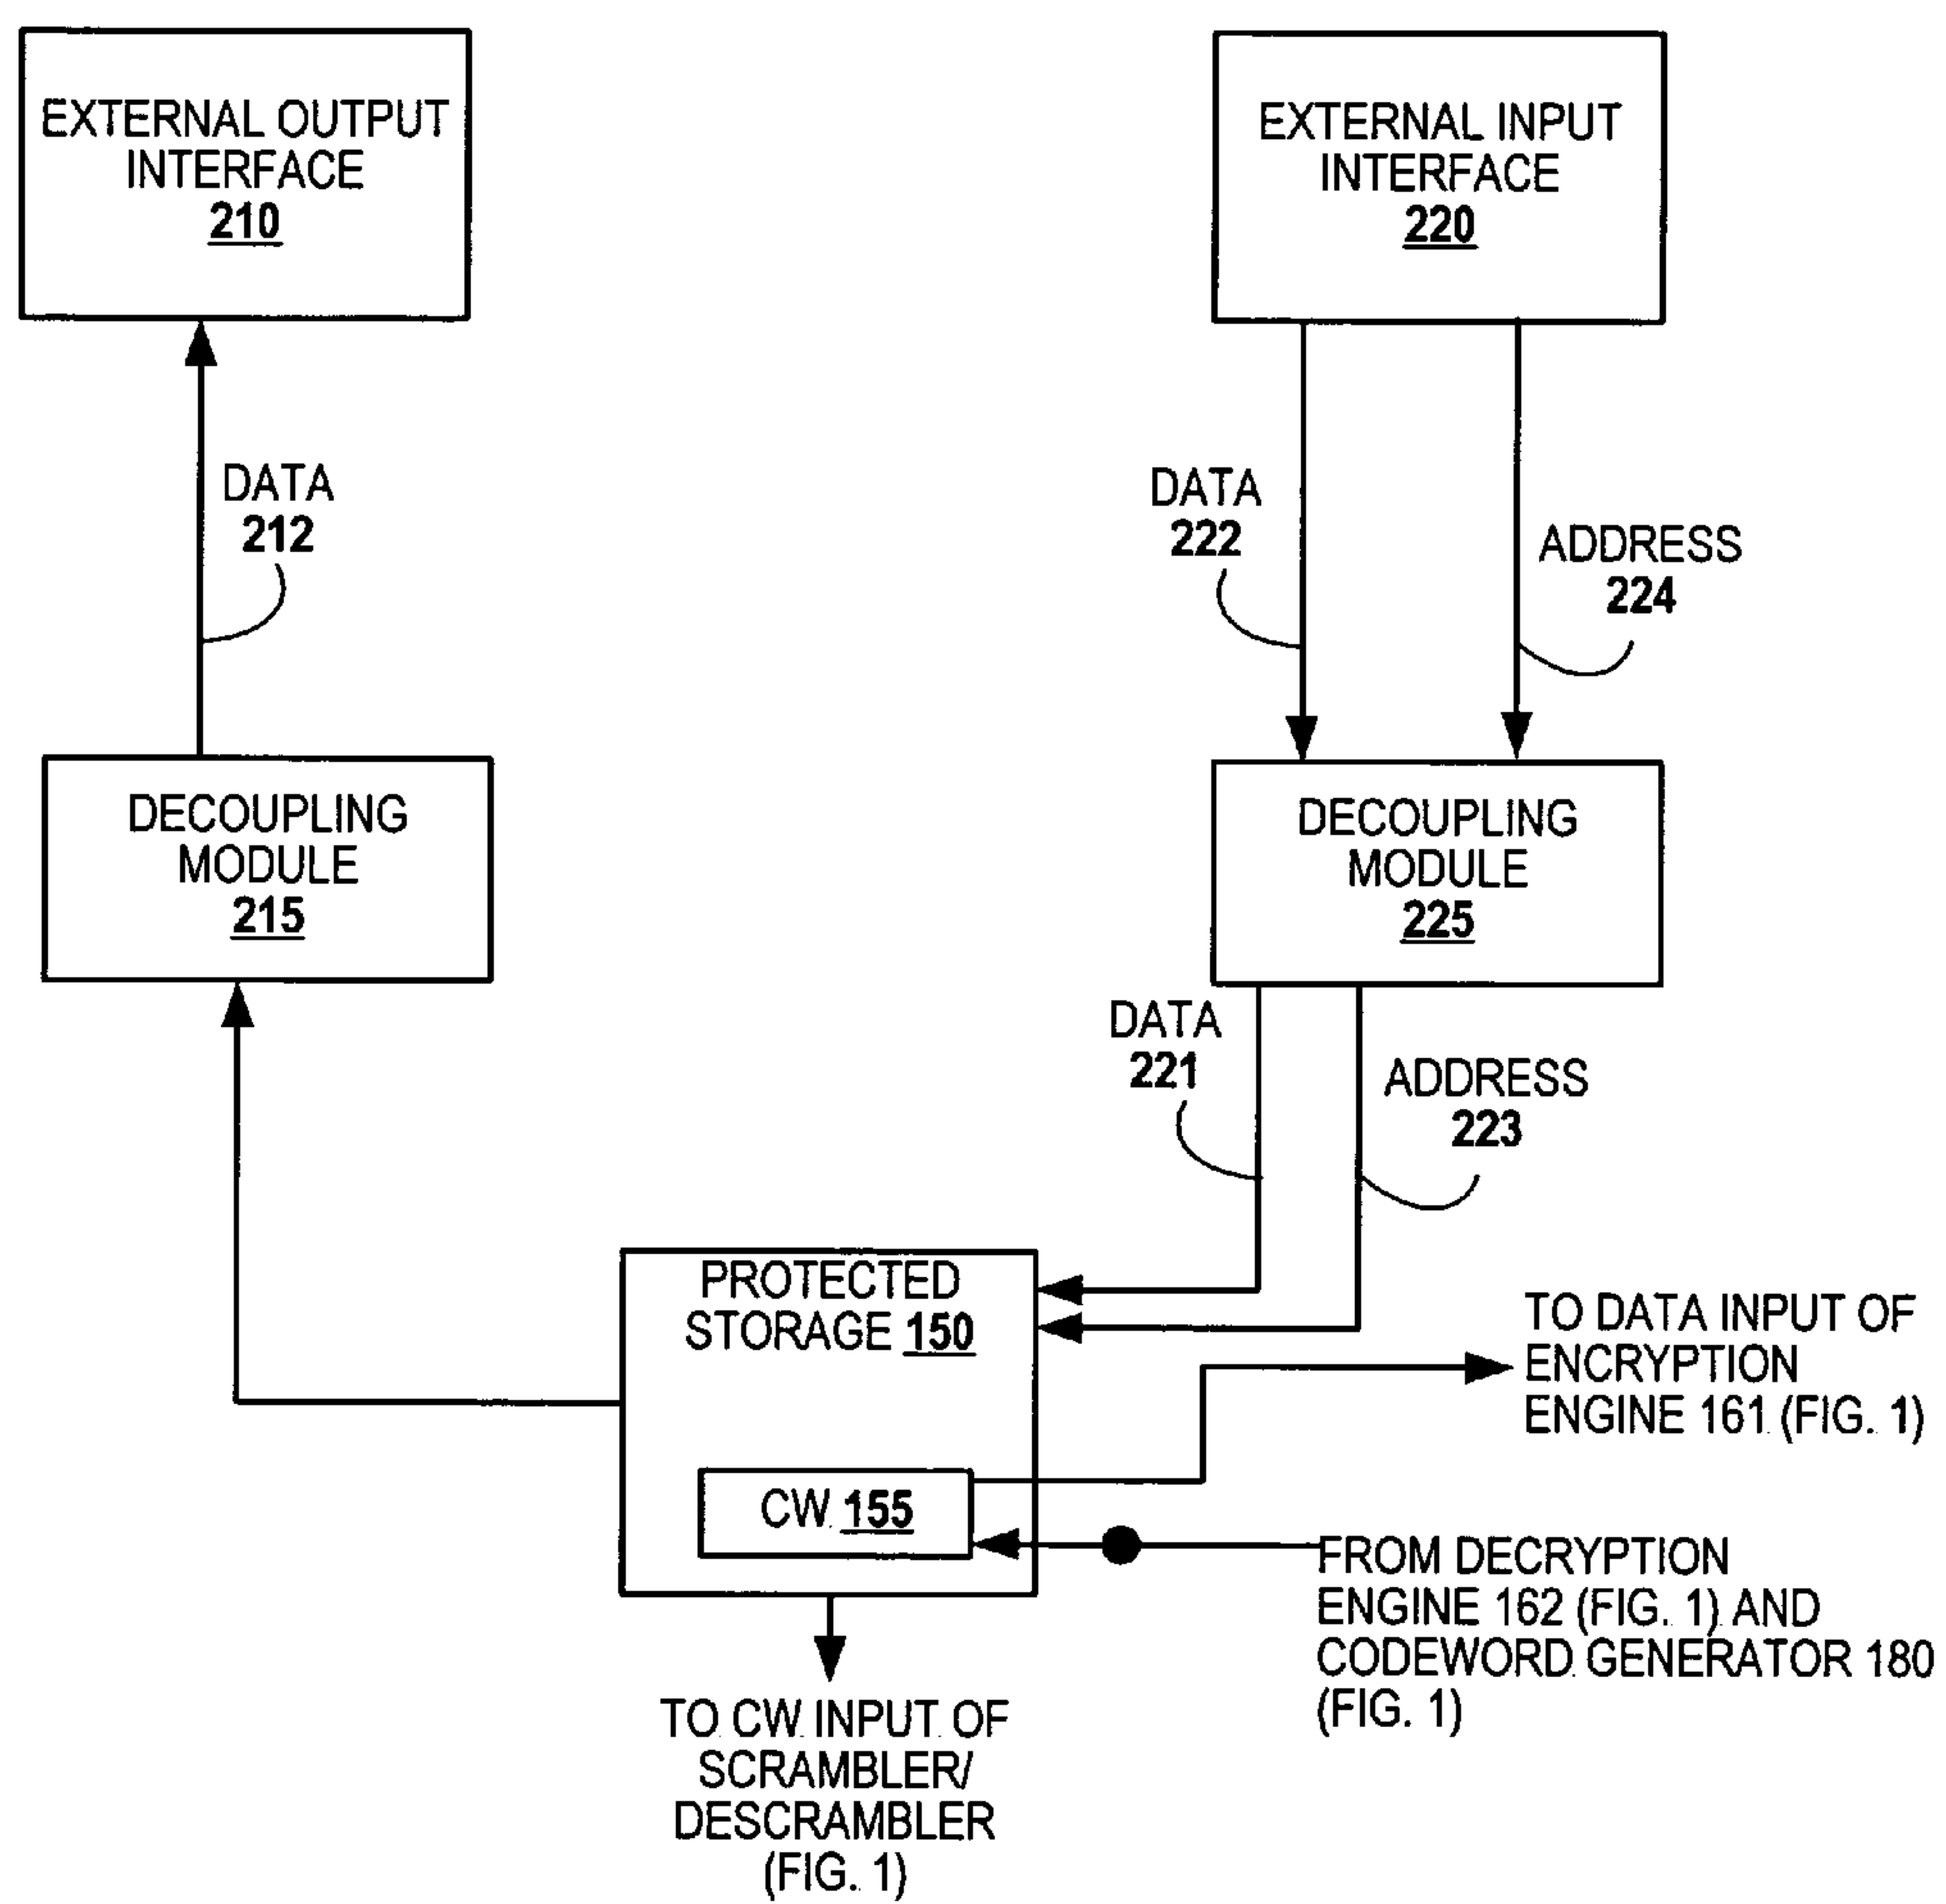 EXTERNAL OUTPUT
INTERFACE
210
EXTERNAL INPUT
INTERFACE
220
DATA
212
DATA
222
ADDRESS
224
DECOUPLING
MODULE
215
DECOUPLING
MODULE
225
DATA
221
ADDRESS
223
PROTECTED
STORAGE 150
TO DATA INPUT OF
ENCRYPTION
ENGINE 161 (FIG. 1)
CW 155
FROM DECRYPTION
ENGINE 162 (FIG. 1) AND
CODEWORD GENERATOR 180
(FIG. 1)
TO CW INPUT OF
SCRAMBLER/
DESCRAMBLER
(FIG. 1)